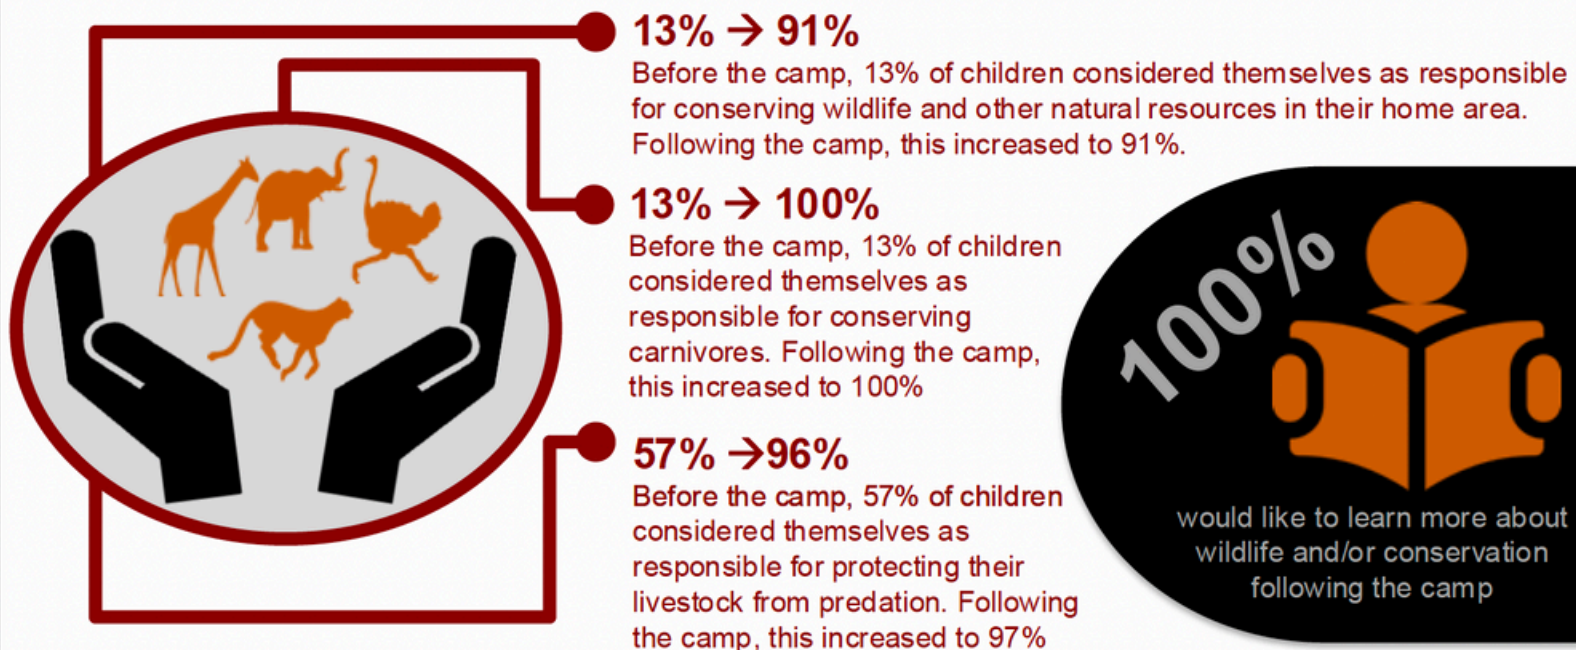 13% → 91%
Before the camp, 13% of children considered themselves as responsible
for conserving wildlife and other natural resources in their home area.
Following the camp, this increased to 91%.
13% → 100%
Before the camp, 13% of children
considered themselves as
responsible for conserving
carnivores. Following the camp,
this increased to 100%
57% →96%
Before the camp, 57% of children
considered themselves as
responsible for protecting their
livestock from predation. Following
the camp, this increased to 97%
100%
would like to learn more about
wildlife and/or conservation
following the camp